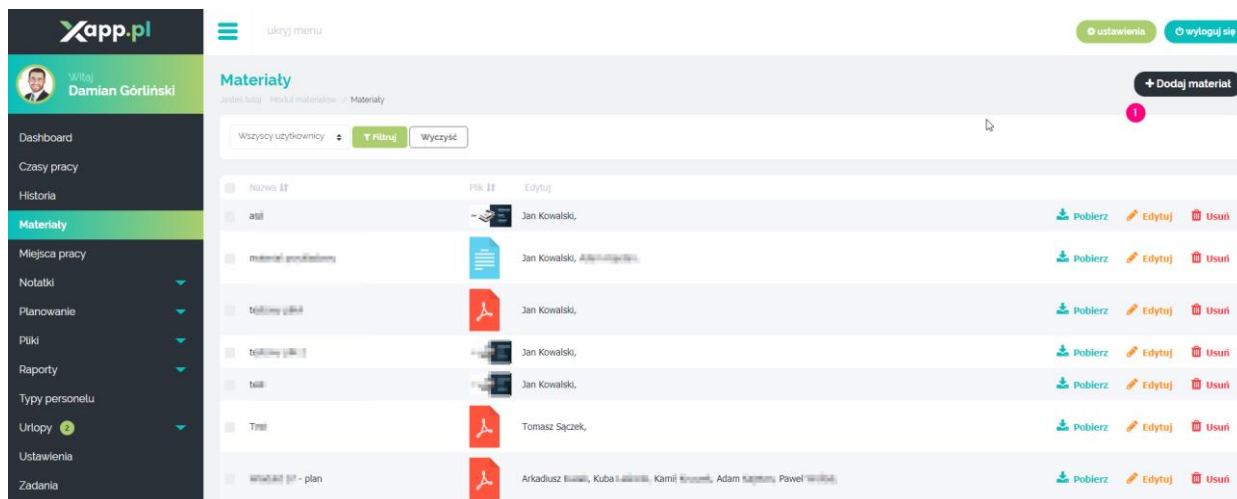 Xapp.pl
ukryj menu
ustawienia
wyloguj się
Witaj
Damian Górliński
Materiały
Jesteś tutaj Moduł materiałów / Materiały
+ Dodaj materiał
1
Wszyscy użytkownicy
Filtruj
Wyczyść
Dashboard
Czasy pracy
Historia
Materiały
Miejsca pracy
Notatki
Planowanie
Pliki
Raporty
Typy personelu
Urlopy 2
Ustawienia
Zadania
Nazwa Plik Edytuj
Jan Kowalski, Pobierz Edytuj Usuń
Jan Kowalski, Pobierz Edytuj Usuń
Jan Kowalski, Pobierz Edytuj Usuń
Jan Kowalski, Pobierz Edytuj Usuń
Jan Kowalski, Pobierz Edytuj Usuń
Tomasz Sączek, Pobierz Edytuj Usuń
- plan Arkadiusz Kuba Kamil Adam Paweł Pobierz Edytuj Usuń